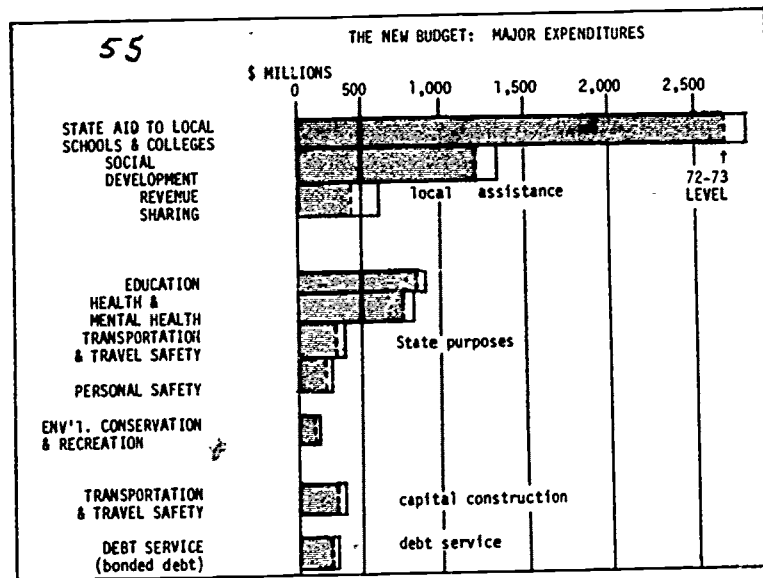 55
THE NEW BUDGET: MAJOR EXPENDITURES
$ MILLIONS
0 500 1,000 1,500 2,000 2,500
STATE AID TO LOCAL
SCHOOLS & COLLEGES
SOCIAL
DEVELOPMENT
REVENUE
SHARING
local assistance
72-73
LEVEL
EDUCATION
HEALTH &
MENTAL HEALTH
TRANSPORTATION
& TRAVEL SAFETY
State purposes
PERSONAL SAFETY
ENV'L. CONSERVATION
& RECREATION
TRANSPORTATION
& TRAVEL SAFETY
capital construction
DEBT SERVICE
(bonded debt)
debt service